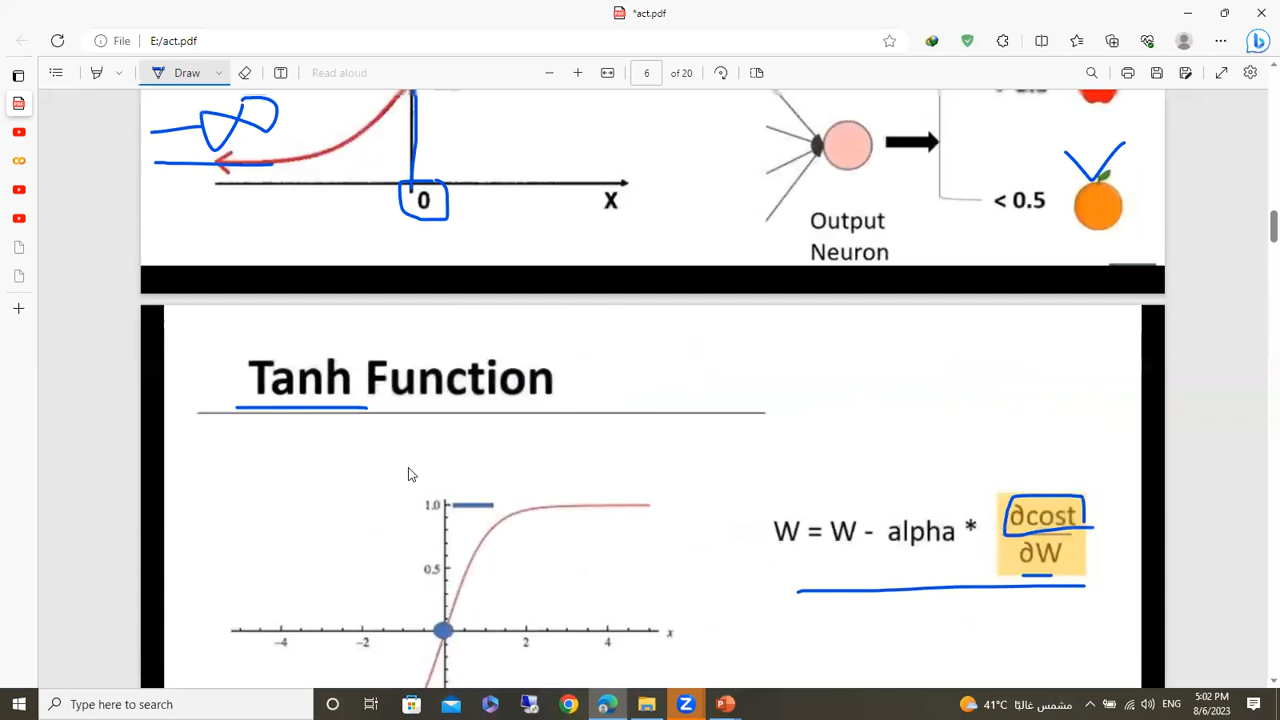 *act.pdf
File E:/act.pdf
Draw
Read aloud
6 of 20
0
X
Output
Neuron
< 0.5
Tanh Function
1.0
0.5
-4
-2
2
4
x
W = W - alpha * ∂cost
∂W
Type here to search
41°C مشمس غالبًا
ENG
5:02 PM
8/6/2023